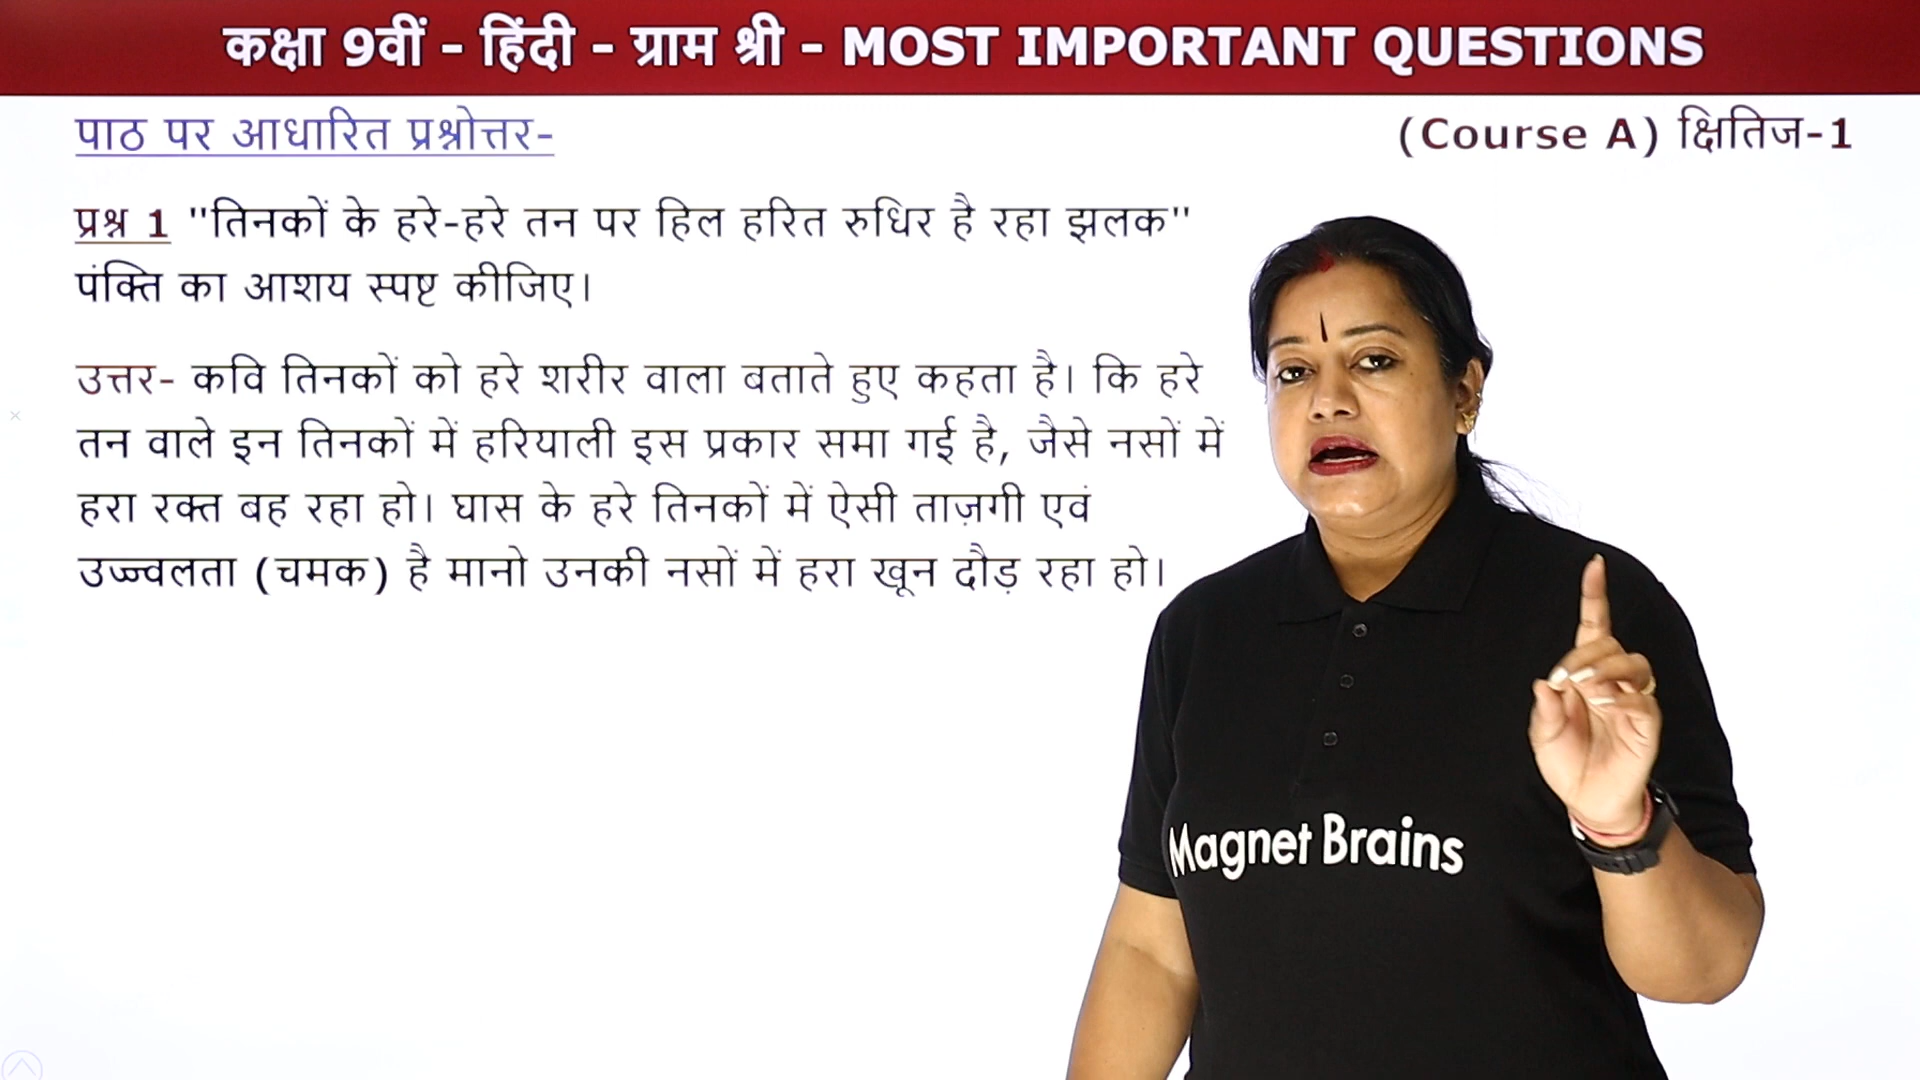 कक्षा 9वीं - हिंदी - ग्राम श्री - MOST IMPORTANT QUESTIONS
पाठ पर आधारित प्रश्नोत्तर-
(Course A) क्षितिज-1
प्रश्न 1 "तिनकों के हरे-हरे तन पर हिल हरित रुधिर है रहा झलक"
पंक्ति का आशय स्पष्ट कीजिए।
उत्तर- कवि तिनकों को हरे शरीर वाला बताते हुए कहता है। कि हरे
तन वाले इन तिनकों में हरियाली इस प्रकार समा गई है, जैसे नसों में
हरा रक्त बह रहा हो। घास के हरे तिनकों में ऐसी ताज़गी एवं
उज्ज्वलता (चमक) है मानो उनकी नसों में हरा खून दौड़ रहा हो।
Magnet Brains